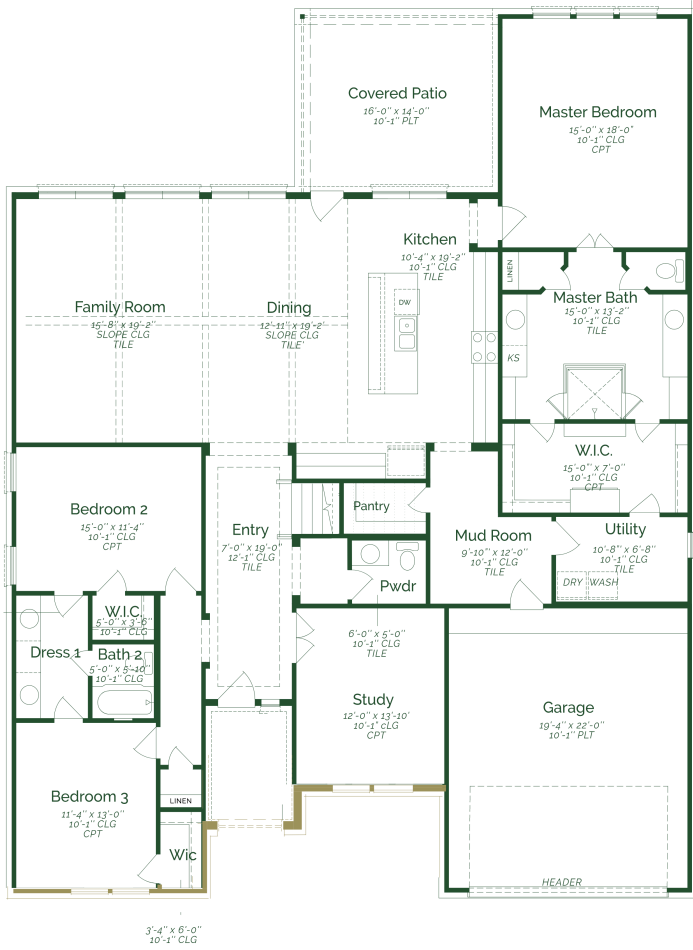 Covered Patio
16'-0" x 14'-0"
10'-1" PLT
Master Bedroom
15'-0" x 18'-0"
10'-1" CLG
CPT
Kitchen
10'-4" x 19'-2"
10'-1" CLG
TILE
LINEN
Family Room
15'-8" x 19'-2"
SLOPE CLG
TILE
Dining
12'-11" x 19'-2'
SLOPE CLG
TILE'
DW
Master Bath
15'-0" x 13'-2"
10'-1" CLG
TILE
KS
W.I.C.
15'-0" x 7'-0"
10'-1" CLG
CPT
Bedroom 2
15'-0" x 11'-4"
10'-1" CLG
CPT
Entry
7'-0" x 19'-0"
12'-1" CLG
TILE
Pantry
Mud Room
9'-10" x 12'-0"
10'-1" CLG
TILE
Utility
10'-8" x 6'-8"
10'-1" CLG
TILE
DRY
WASH
Pwdr
6'-0" x 5'-0"
10'-1" CLG
TILE
W.I.C.
5'-0" x 3'-6"
10'-1" CLG
Dress 1
Bath 2
5'-0" x 5'-10"
10'-1" CLG
Study
12'-0" x 13'-10'
10'-1" cLG
CPT
Garage
19'-4" x 22'-0"
10'-1" PLT
Bedroom 3
11'-4" x 13'-0"
10'-1" CLG
CPT
LINEN
Wic
3'-4" x 6'-0"
10'-1" CLG
HEADER